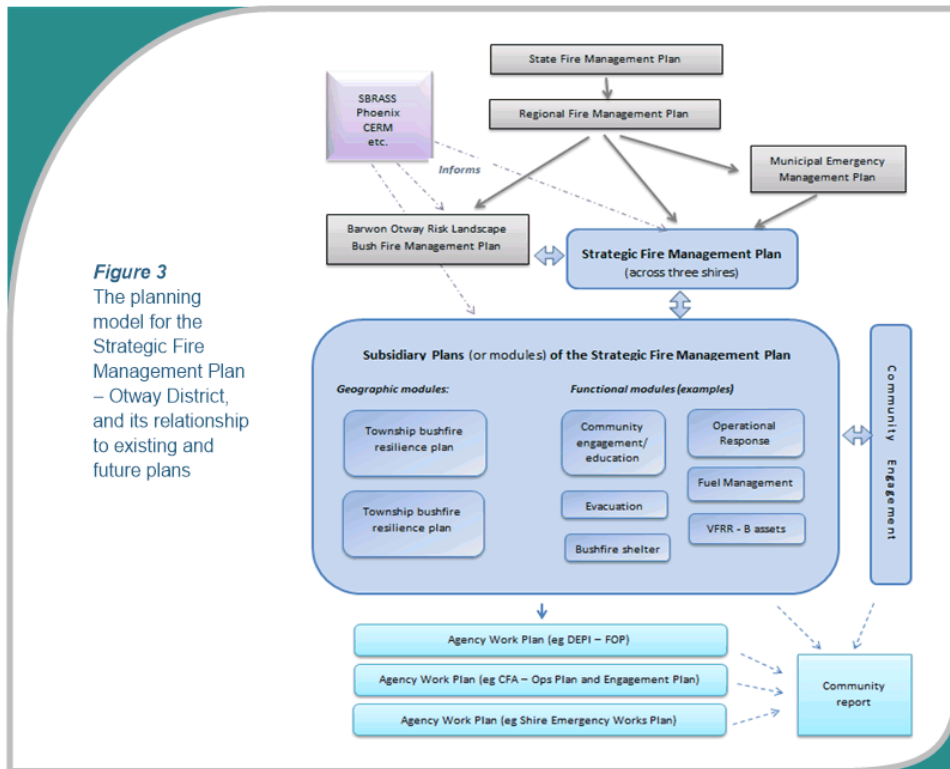 State Fire Management Plan
SBRASS
Phoenix
CERM
etc.
Regional Fire Management Plan
Informs
Municipal Emergency
Management Plan
Barwon Otway Risk Landscape
Bush Fire Management Plan
Strategic Fire Management Plan
(across three shires)
Figure 3
The planning
model for the
Strategic Fire
Management Plan
– Otway District,
and its relationship
to existing and
future plans
Subsidiary Plans (or modules) of the Strategic Fire Management Plan
Geographic modules:
Functional modules (examples)
Township bushfire
resilience plan
Township bushfire
resilience plan
Community
engagement/
education
Evacuation
Bushfire shelter
Operational
Response
Fuel Management
VFRR - B assets
Community Engagement
Agency Work Plan (eg DEPI – FOP)
Agency Work Plan (eg CFA – Ops Plan and Engagement Plan)
Agency Work Plan (eg Shire Emergency Works Plan)
Community
report